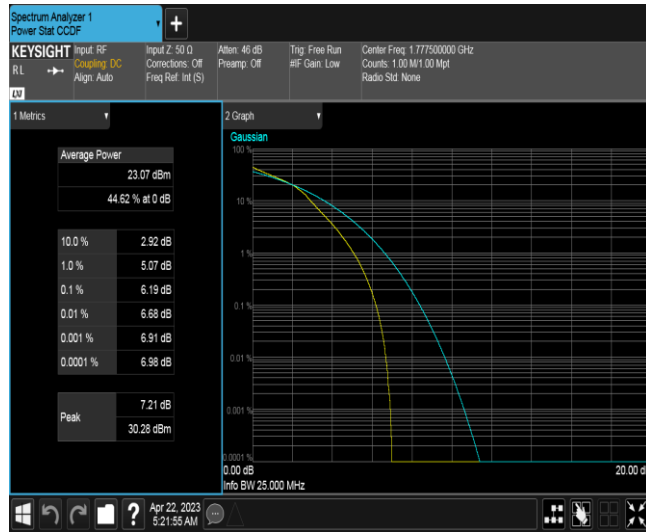 Spectrum Analyzer 1
Power Stat CCDF
+
KEYSIGHT
RL
LXI
Input: RF
Coupling: DC
Align: Auto
Input Z: 50 Ω
Corrections: Off
Freq Ref: Int (S)
Atten: 46 dB
Preamp: Off
Trig: Free Run
#IF Gain: Low
Center Freq: 1.777500000 GHz
Counts: 1.00 M/1.00 Mpt
Radio Std: None
1 Metrics
Average Power
23.07 dBm
44.62 % at 0 dB
10.0 % 2.92 dB
1.0 % 5.07 dB
0.1 % 6.19 dB
0.01 % 6.68 dB
0.001 % 6.91 dB
0.0001 % 6.98 dB
Peak
7.21 dB
30.28 dBm
2 Graph
Gaussian
100 %
10 %
1 %
0.1 %
0.01 %
0.001 %
0.0001 %
0.00 dB
20.00 d
Info BW 25.000 MHz
?
Apr 22, 2023
5:21:55 AM